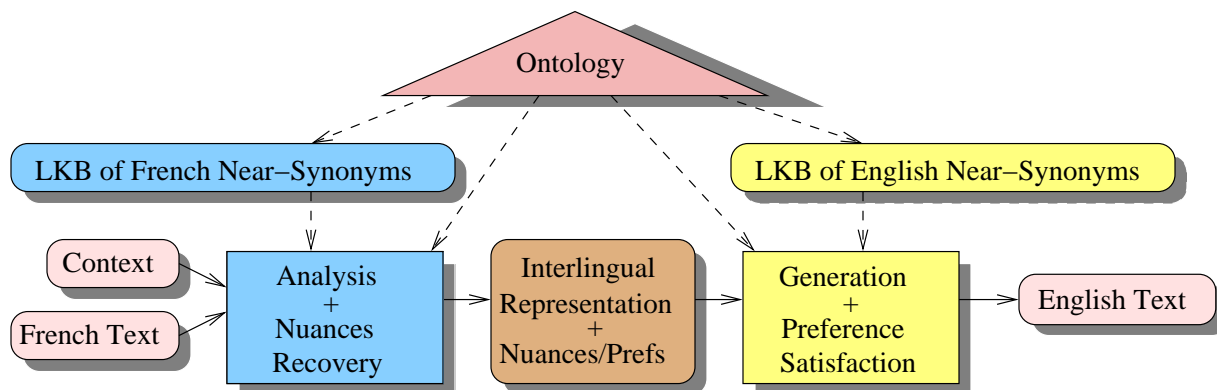 Ontology
LKB of French Near–Synonyms
LKB of English Near–Synonyms
Context
French Text
Analysis
+
Nuances
Recovery
Interlingual
Representation
+
Nuances/Prefs
Generation
+
Preference
Satisfaction
English Text